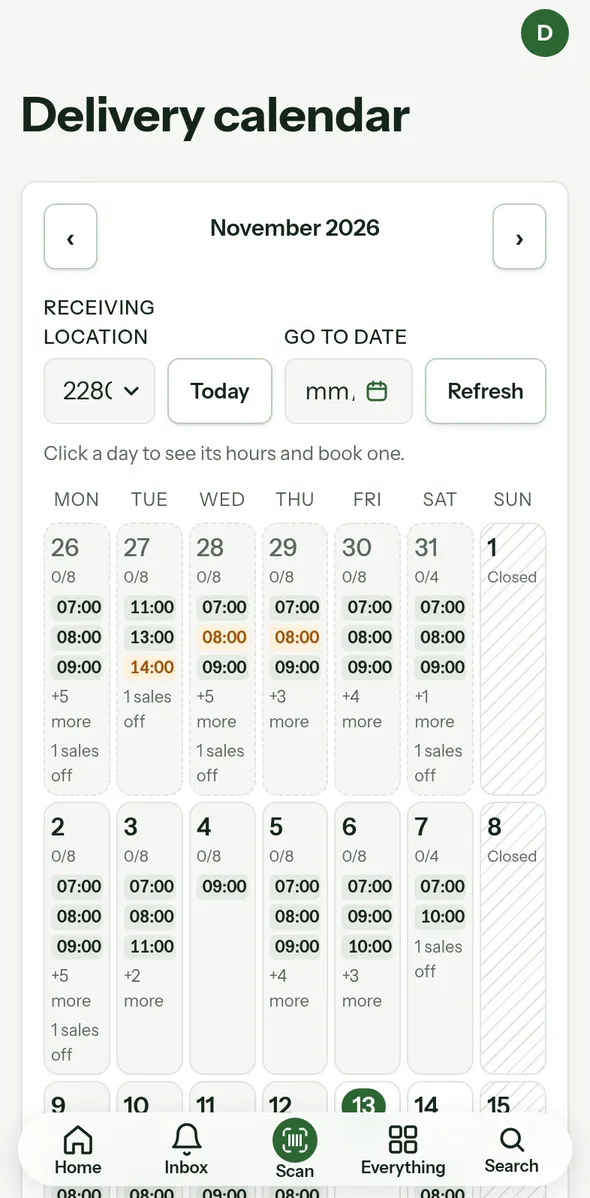 D
Delivery calendar
‹ November 2026 ›
RECEIVING
LOCATION GO TO DATE
Today Refresh
Click a day to see its hours and book one.
MON TUE WED THU FRI SAT SUN
26 27 28 29 30 31 1
0/8 0/8 0/8 0/8 0/8 0/4 Closed
07:00 11:00 07:00 07:00 07:00 07:00
08:00 13:00 08:00 08:00 08:00 08:00
09:00 14:00 09:00 09:00 09:00 09:00
+5 1 sales +5 +3 +4 +1
more off more more more more
1 sales 1 sales 1 sales
off off off
2 3 4 5 6 7 8
0/8 0/8 0/8 0/8 0/8 0/4 Closed
07:00 07:00 09:00 07:00 07:00 07:00
08:00 08:00 08:00 09:00 10:00
09:00 11:00 09:00 10:00 1 sales
+5 +2 +4 +3 off
more more more more
1 sales
off
9 10 11 12 13 14 15
Home Inbox Scan Everything Search